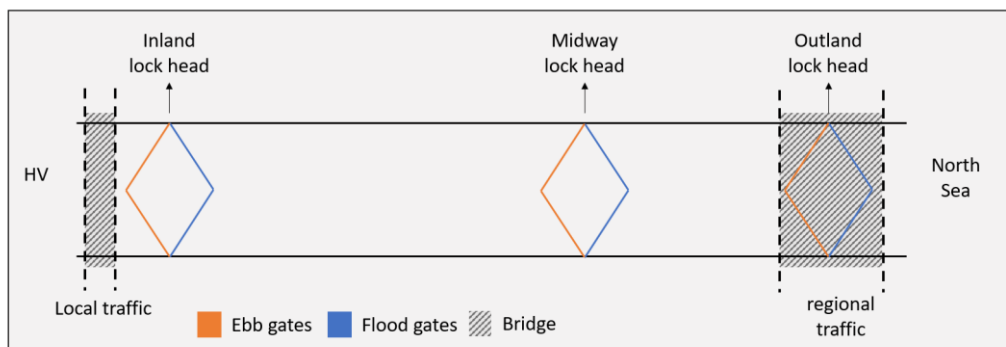 Inland
lock head
Midway
lock head
Outland
lock head
HV
North
Sea
Local traffic
regional
traffic
Ebb gates
Flood gates
Bridge